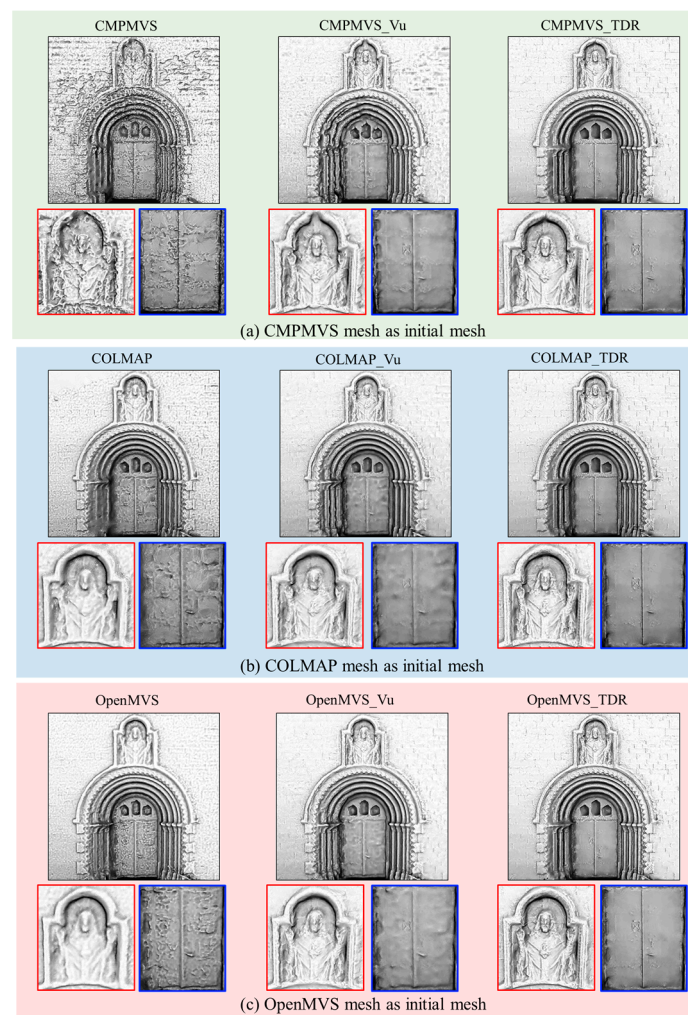 CMPMVS CMPMVS_Vu CMPMVS_TDR
(a) CMPMVS mesh as initial mesh
COLMAP COLMAP_Vu COLMAP_TDR
(b) COLMAP mesh as initial mesh
OpenMVS OpenMVS_Vu OpenMVS_TDR
(c) OpenMVS mesh as initial mesh